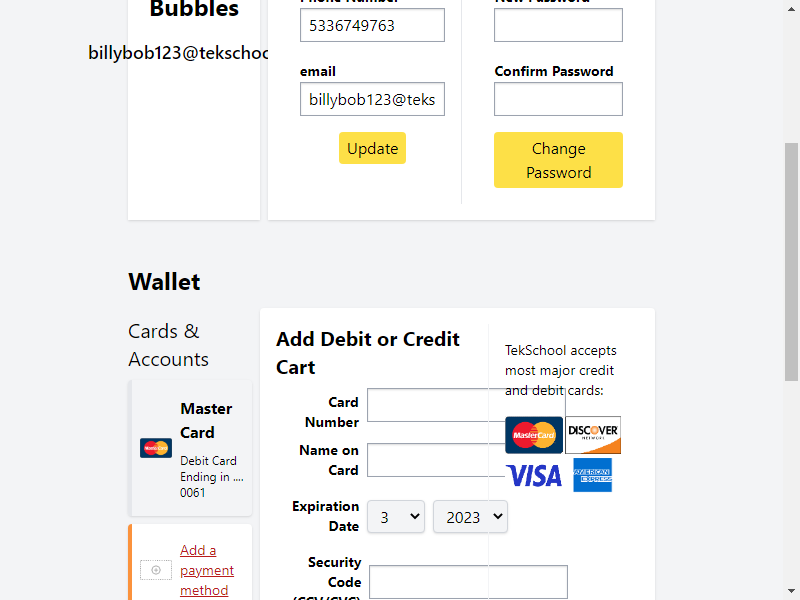 Bubbles
billybob123@tekschoo
Phone Number
5336749763
email
billybob123@teks
Update
New Password
Confirm Password
Change
Password
Wallet
Cards &
Accounts
Master
Card
MasterCard
Debit Card
Ending in ....
0061
Add a
payment
method
Add Debit or Credit
Cart
Card
Number
Name on
Card
Expiration
Date
3
2023
Security
Code
(CCV/CVC)
TekSchool accepts
most major credit
and debit cards:
MasterCard
DISCOVER
NETWORK
VISA
AMERICAN
EXPRESS